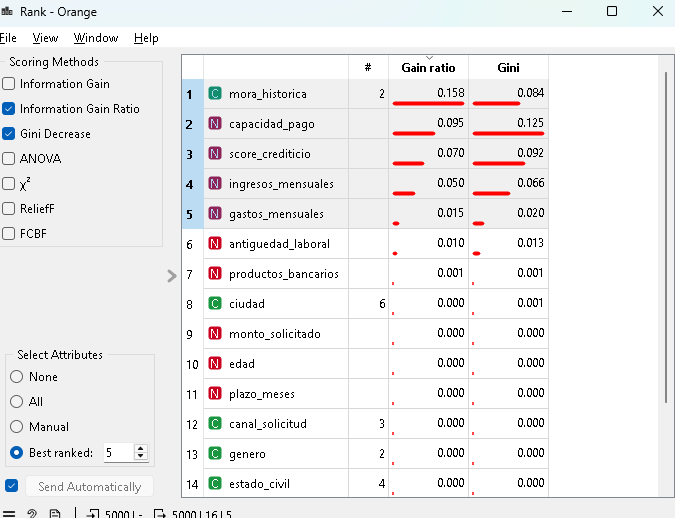 Rank - Orange
File View Window Help
Scoring Methods
Information Gain
Information Gain Ratio
Gini Decrease
ANOVA
χ²
ReliefF
FCBF
Select Attributes
None
All
Manual
Best ranked: 5
Send Automatically
# Gain ratio Gini
1 C mora_historica 2 0.158 0.084
2 N capacidad_pago 0.095 0.125
3 N score_crediticio 0.070 0.092
4 N ingresos_mensuales 0.050 0.066
5 N gastos_mensuales 0.015 0.020
6 N antiguedad_laboral 0.010 0.013
7 N productos_bancarios 0.001 0.001
8 C ciudad 6 0.000 0.001
9 N monto_solicitado 0.000 0.000
10 N edad 0.000 0.000
11 N plazo_meses 0.000 0.000
12 C canal_solicitud 3 0.000 0.000
13 C genero 2 0.000 0.000
14 C estado_civil 4 0.000 0.000
? 5000 | - 5000 | 16 | 5